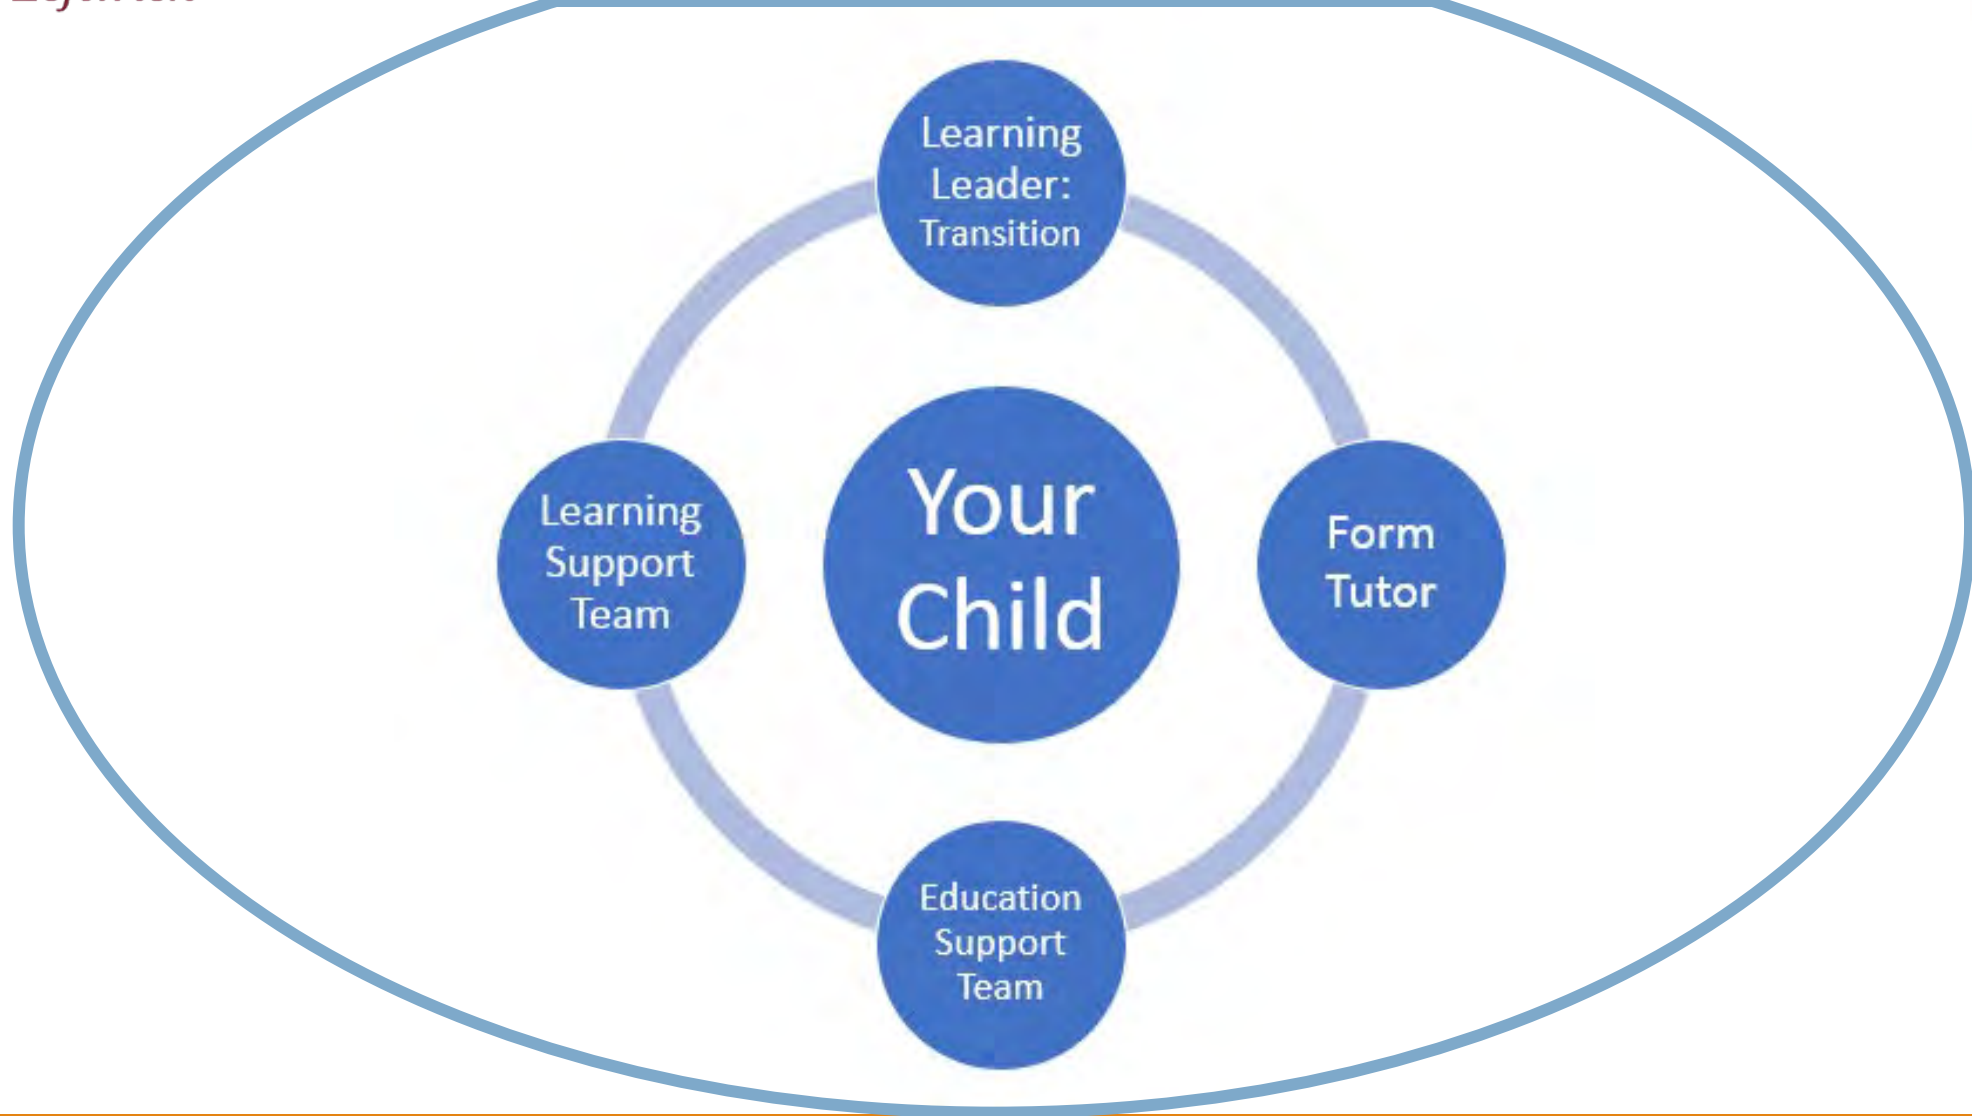 Learning
Leader:
Transition
Learning
Support
Team
Your
Child
Form
Tutor
Education
Support
Team